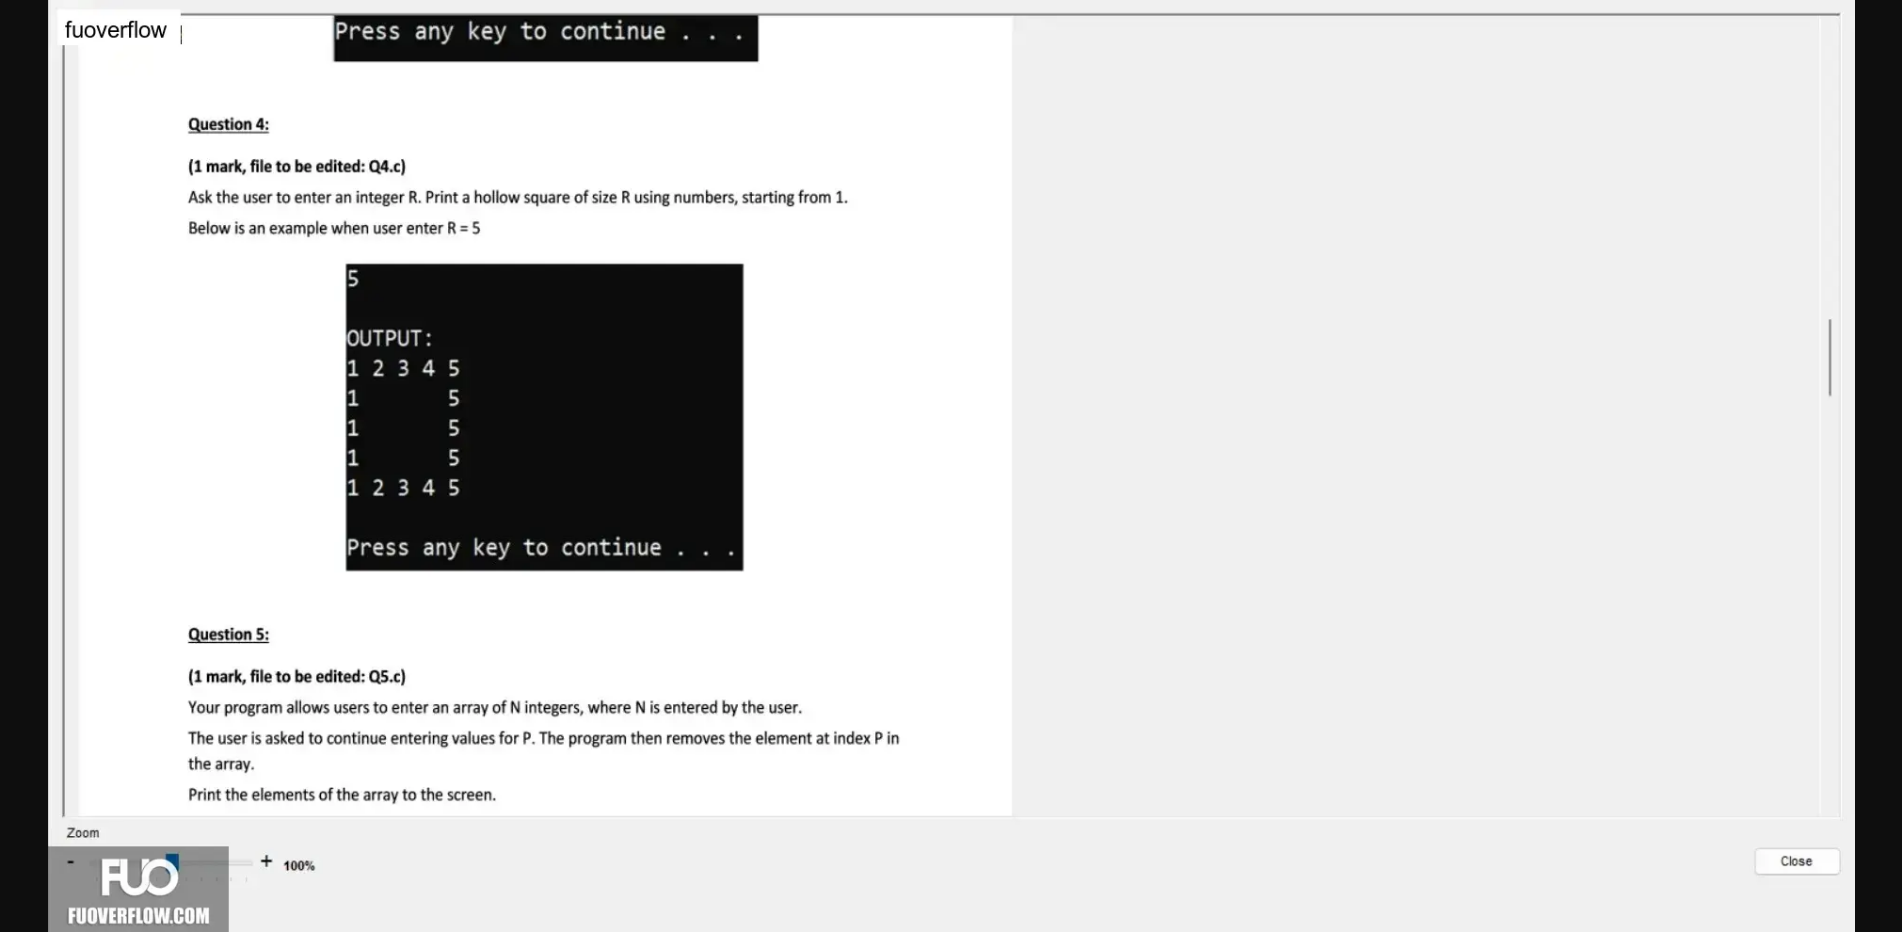 fuoverflow
Press any key to continue . . .
Question 4:
(1 mark, file to be edited: Q4.c)
Ask the user to enter an integer R. Print a hollow square of size R using numbers, starting from 1.
Below is an example when user enter R = 5
5
OUTPUT:
1 2 3 4 5
1       5
1       5
1       5
1 2 3 4 5
Press any key to continue . . .
Question 5:
(1 mark, file to be edited: Q5.c)
Your program allows users to enter an array of N integers, where N is entered by the user.
The user is asked to continue entering values for P. The program then removes the element at index P in
the array.
Print the elements of the array to the screen.
Zoom
- + 100%
Close
FUO
FUOVERFLOW.COM